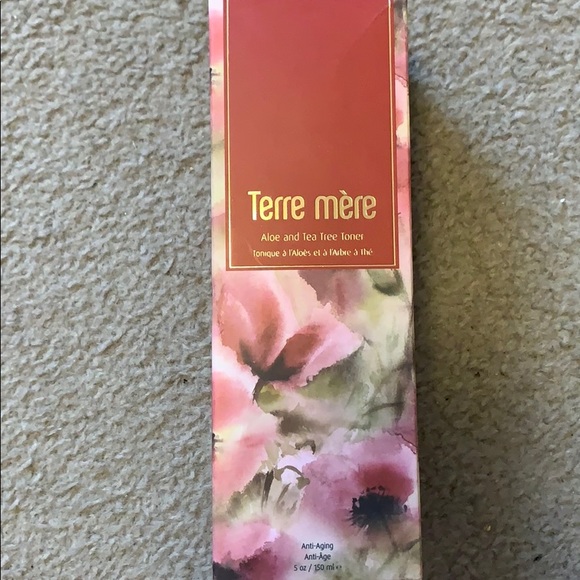 Terre mère
Aloe and Tea Tree Toner
Tonique à l'Aloès et à l'Arbre à Thé
Anti-Aging
Anti-Âge
5 oz / 150 ml ℮